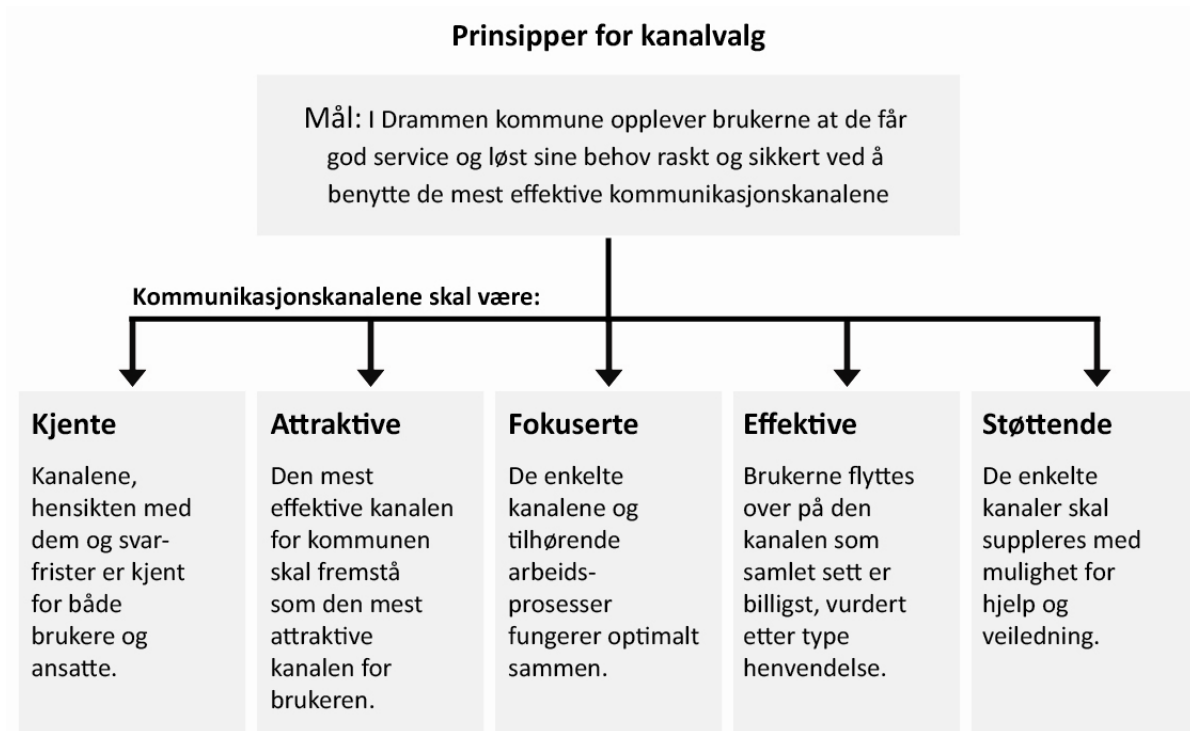 Prinsipper for kanalvalg
Mål: I Drammen kommune opplever brukerne at de får
god service og løst sine behov raskt og sikkert ved å
benytte de mest effektive kommunikasjonskanalene
Kommunikasjonskanalene skal være:
Kjente
Kanalene,
hensikten med
dem og svar-
frister er kjent
for både
brukere og
ansatte.
Attraktive
Den mest
effektive kanalen
for kommunen
skal fremstå
som den mest
attraktive
kanalen for
brukeren.
Fokuserte
De enkelte
kanalene og
tilhørende
arbeids-
prosesser
fungerer optimalt
sammen.
Effektive
Brukerne flyttes
over på den
kanalen som
samlet sett er
billigst, vurdert
etter type
henvendelse.
Støttende
De enkelte
kanaler skal
suppleres med
mulighet for
hjelp og
veiledning.